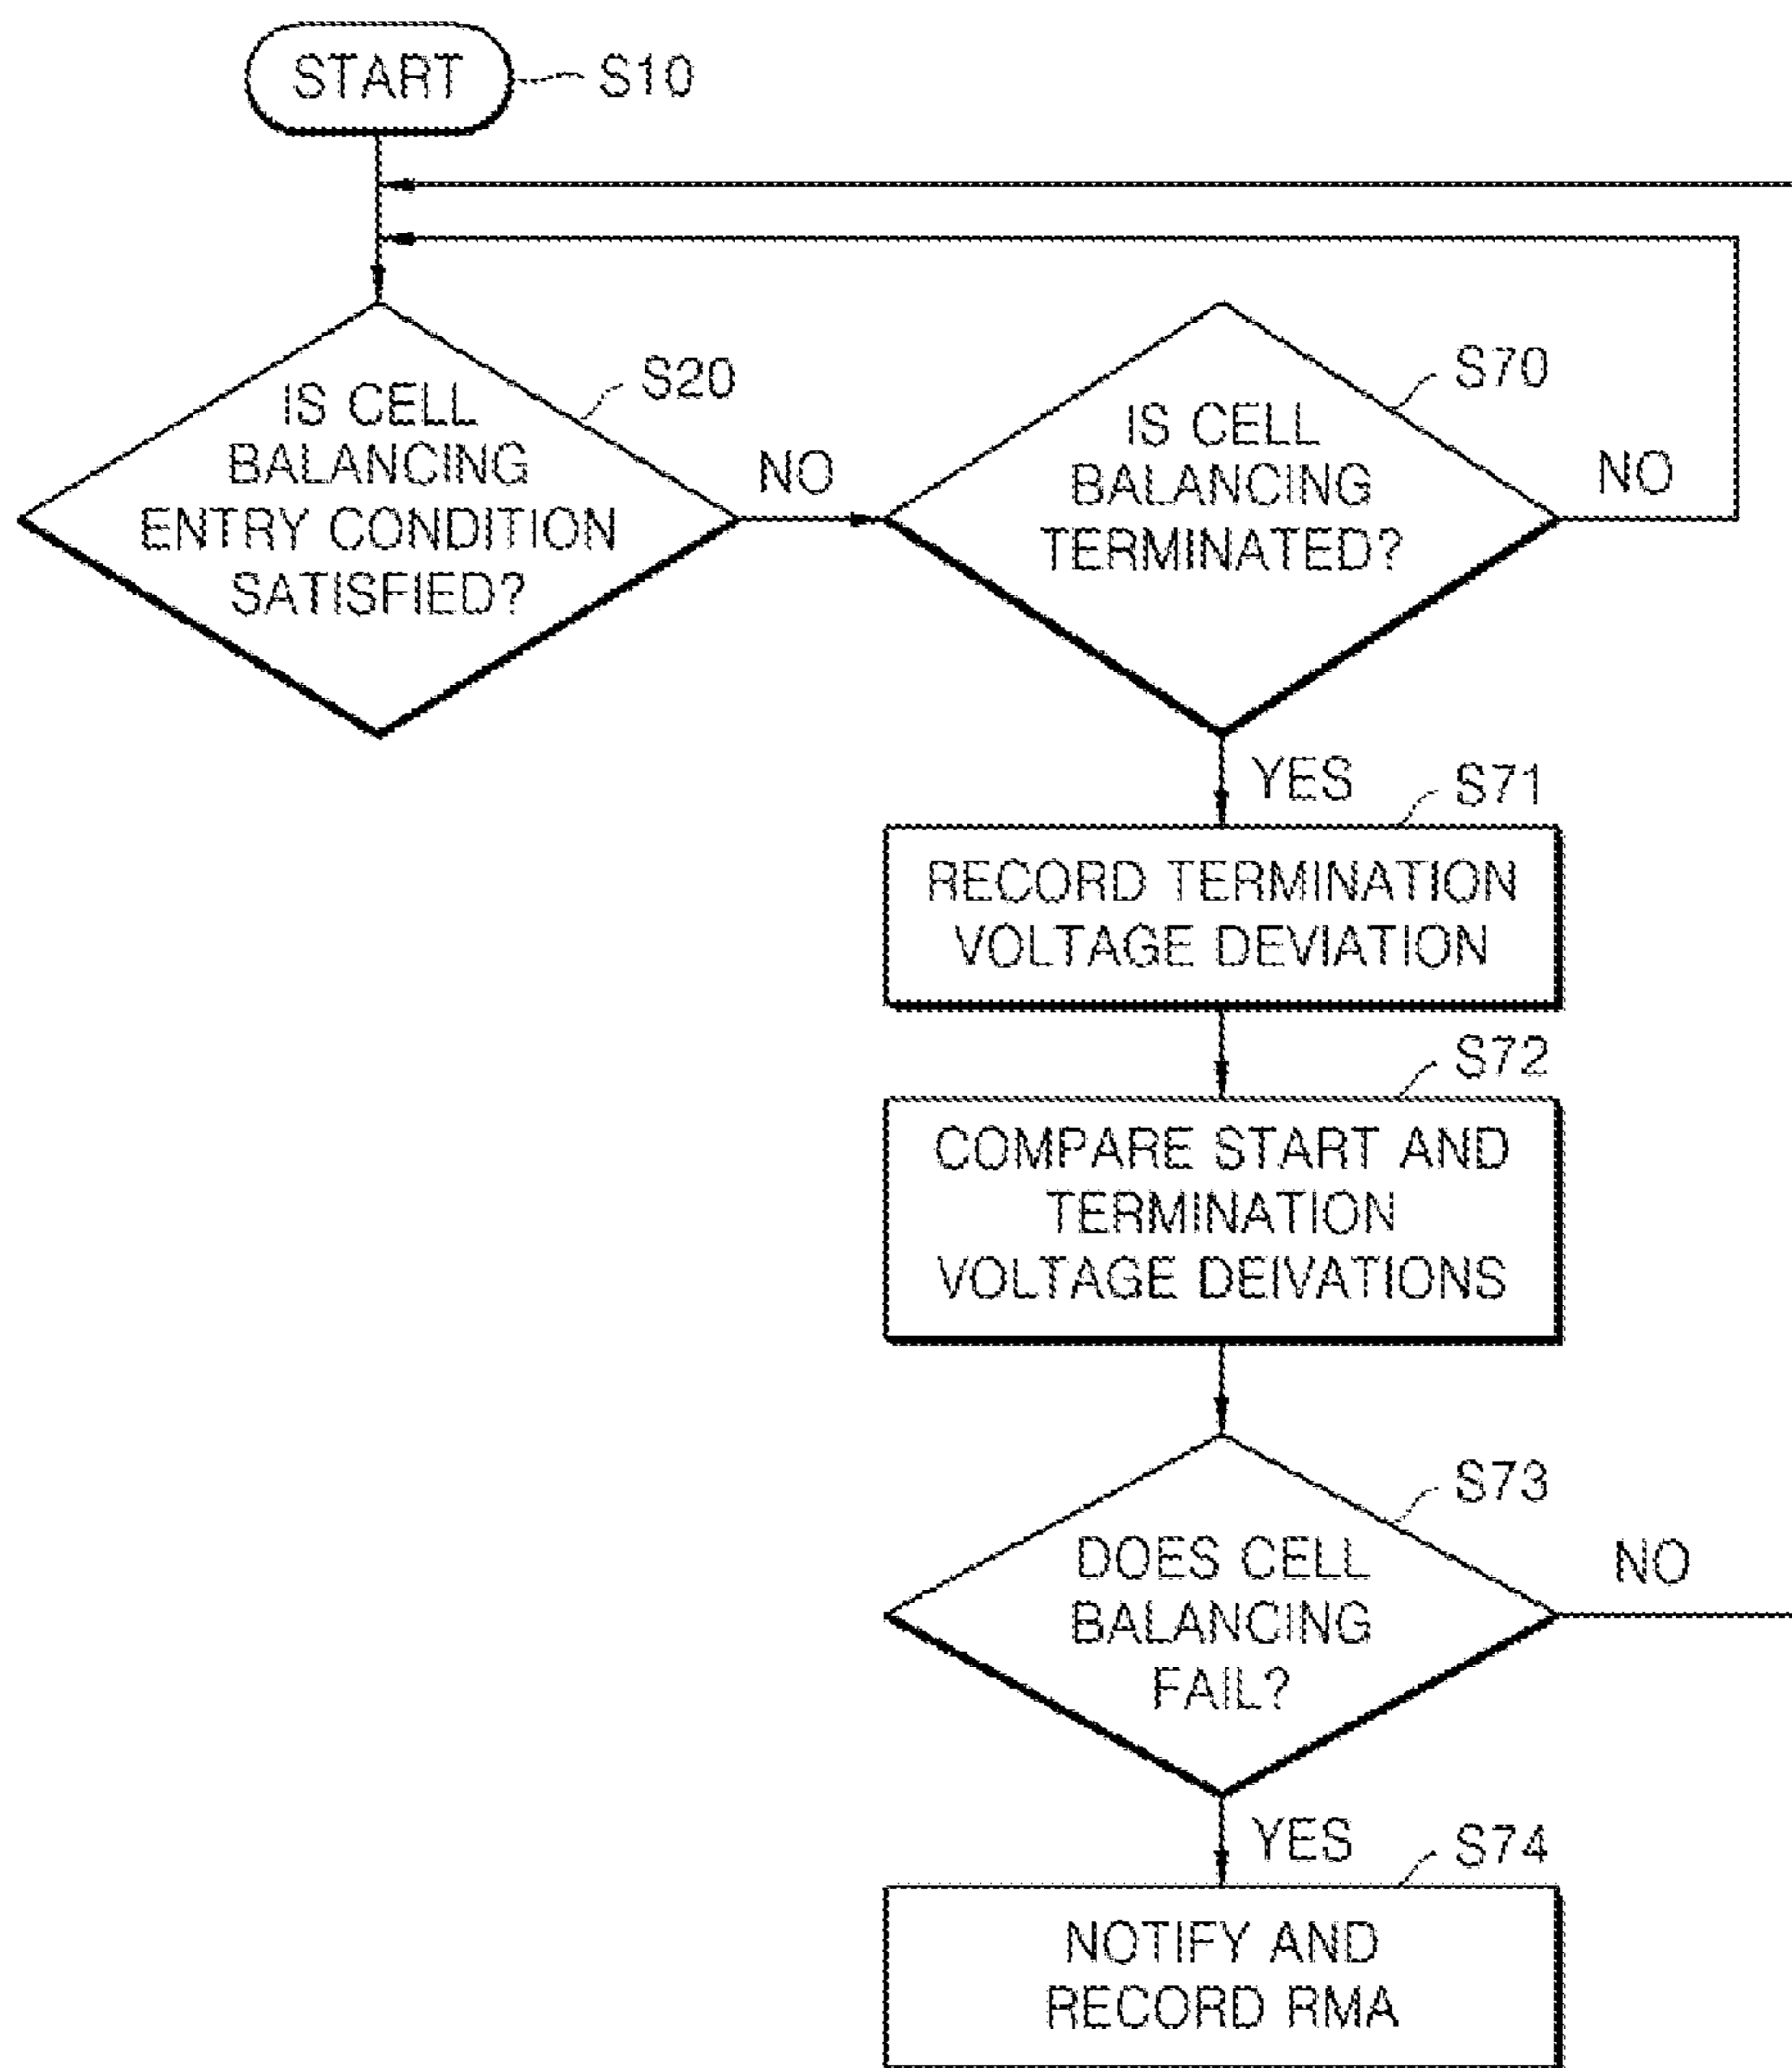 START
S10
IS CELL
BALANCING
ENTRY CONDITION
SATISFIED?
S20
NO
IS CELL
BALANCING
TERMINATED?
S70
NO
YES
S71
RECORD TERMINATION
VOLTAGE DEVIATION
S72
COMPARE START AND
TERMINATION
VOLTAGE DEIVATIONS
S73
DOES CELL
BALANCING
FAIL?
NO
YES
S74
NOTIFY AND
RECORD RMA